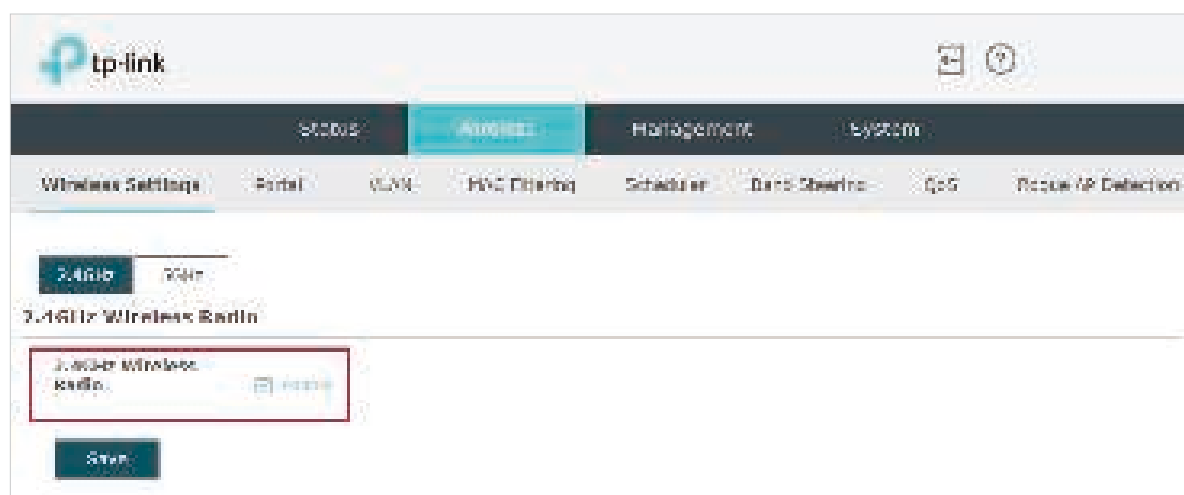 tp-link
Status Wireless Management System
Wireless Settings Portal VLAN MAC Filtering Scheduler Band Steering QoS Rogue AP Detection
2.4GHz 5GHz
2.4GHz Wireless Radio
2.4GHz Wireless
Radio: Enable
Save